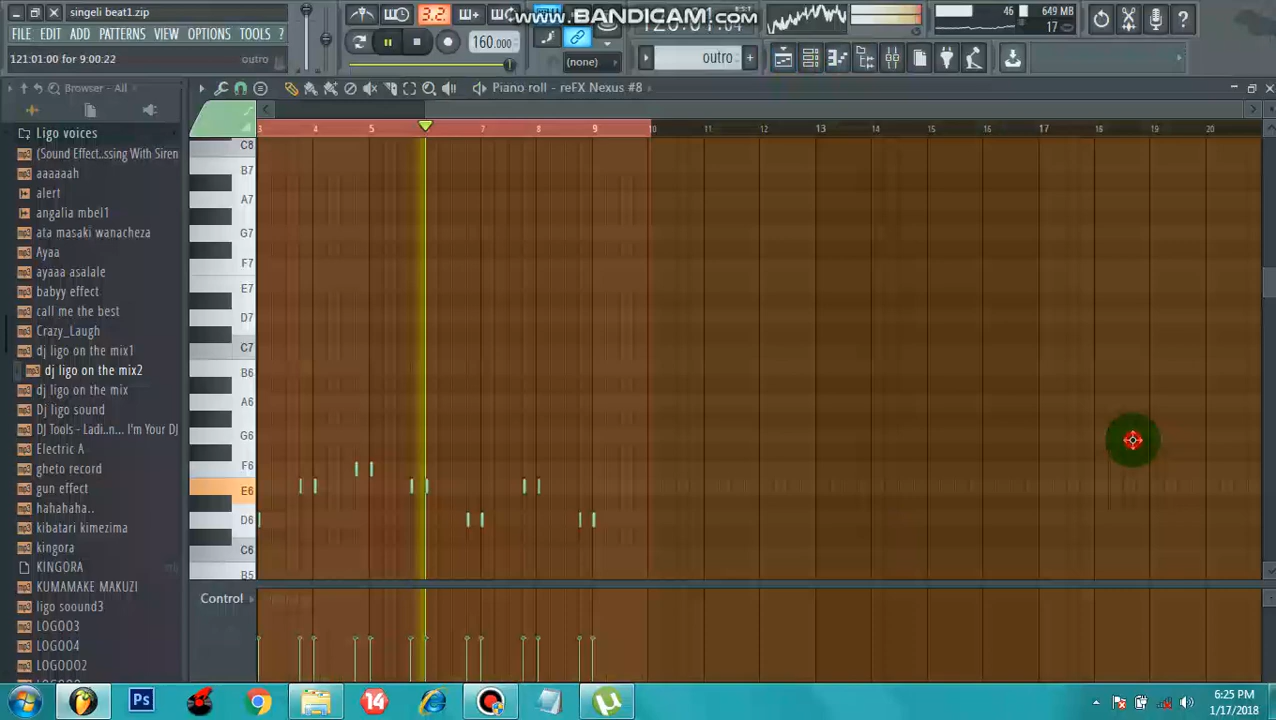 singeli beat1.zip
www.BANDICAM.com
FILE EDIT ADD PATTERNS VIEW OPTIONS TOOLS
3.2
160.000
46
649 MB
17
121:01:00 for 9:00:22
outro
(none)
outro
Browser - All
Piano roll - reFX Nexus #8
Ligo voices
(Sound Effect..ssing With Siren
aaaaaah
alert
angalia mbel1
ata masaki wanacheza
Ayaa
ayaaa asalale
babyy effect
call me the best
Crazy_Laugh
dj ligo on the mix1
dj ligo on the mix2
dj ligo on the mix
Dj ligo sound
DJ Tools - Ladi..n... I'm Your DJ
Electric A
gheto record
gun effect
hahahaha..
kibatari kimezima
kingora
KINGORA
KUMAMAKE MAKUZI
ligo soound3
LOGOO3
LOGOO4
LOGOOO2
3 4 5 7 8 9 10 11 12 13 14 15 16 17 18 19 20
C8
B7
A7
G7
F7
E7
D7
C7
B6
A6
G6
F6
E6
D6
C6
B5
Control
Ps
14
6:25 PM
1/17/2018